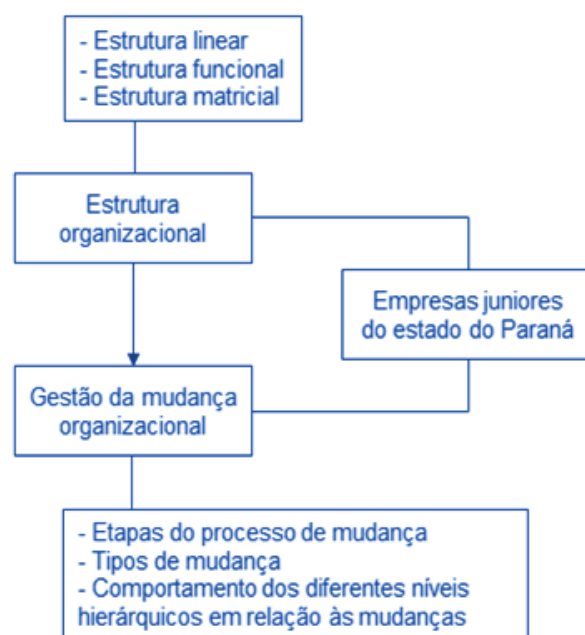 - Estrutura linear
- Estrutura funcional
- Estrutura matricial
Estrutura
organizacional
Empresas juniores
do estado do Paraná
Gestão da mudança
organizacional
- Etapas do processo de mudança
- Tipos de mudança
- Comportamento dos diferentes níveis
hierárquicos em relação às mudanças